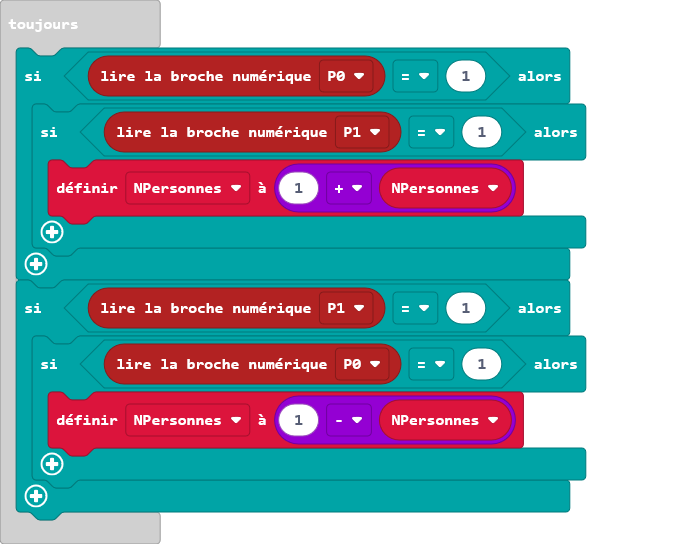 toujours
si lire la broche numérique P0 = 1 alors
si lire la broche numérique P1 = 1 alors
définir NPersonnes à 1 + NPersonnes
si lire la broche numérique P1 = 1 alors
si lire la broche numérique P0 = 1 alors
définir NPersonnes à 1 - NPersonnes